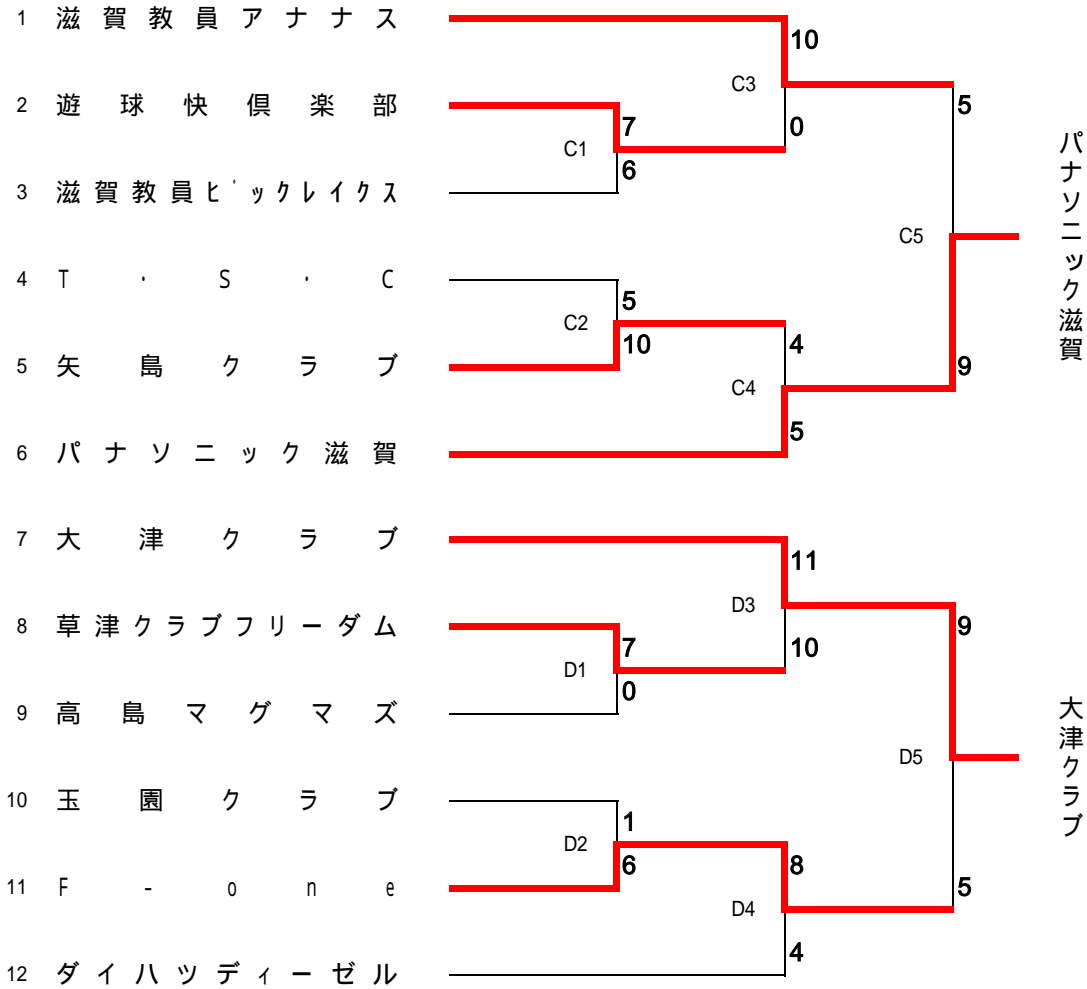 1 滋賀教員アナナス
10
C3
2 遊球快倶楽部
5
7
0
C1
6
3 滋賀教員ビックレイクス
C5
パナソニック滋賀
4 T・S・C
5
C2
10
4
5 矢島クラブ
9
C4
5
6 パナソニック滋賀
7 大津クラブ
11
D3
8 草津クラブフリーダム
9
7
10
D1
0
9 高島マグマズ
D5
大津クラブ
10 玉園クラブ
1
D2
6
8
11 F-one
5
D4
4
12 ダイハツディーゼル